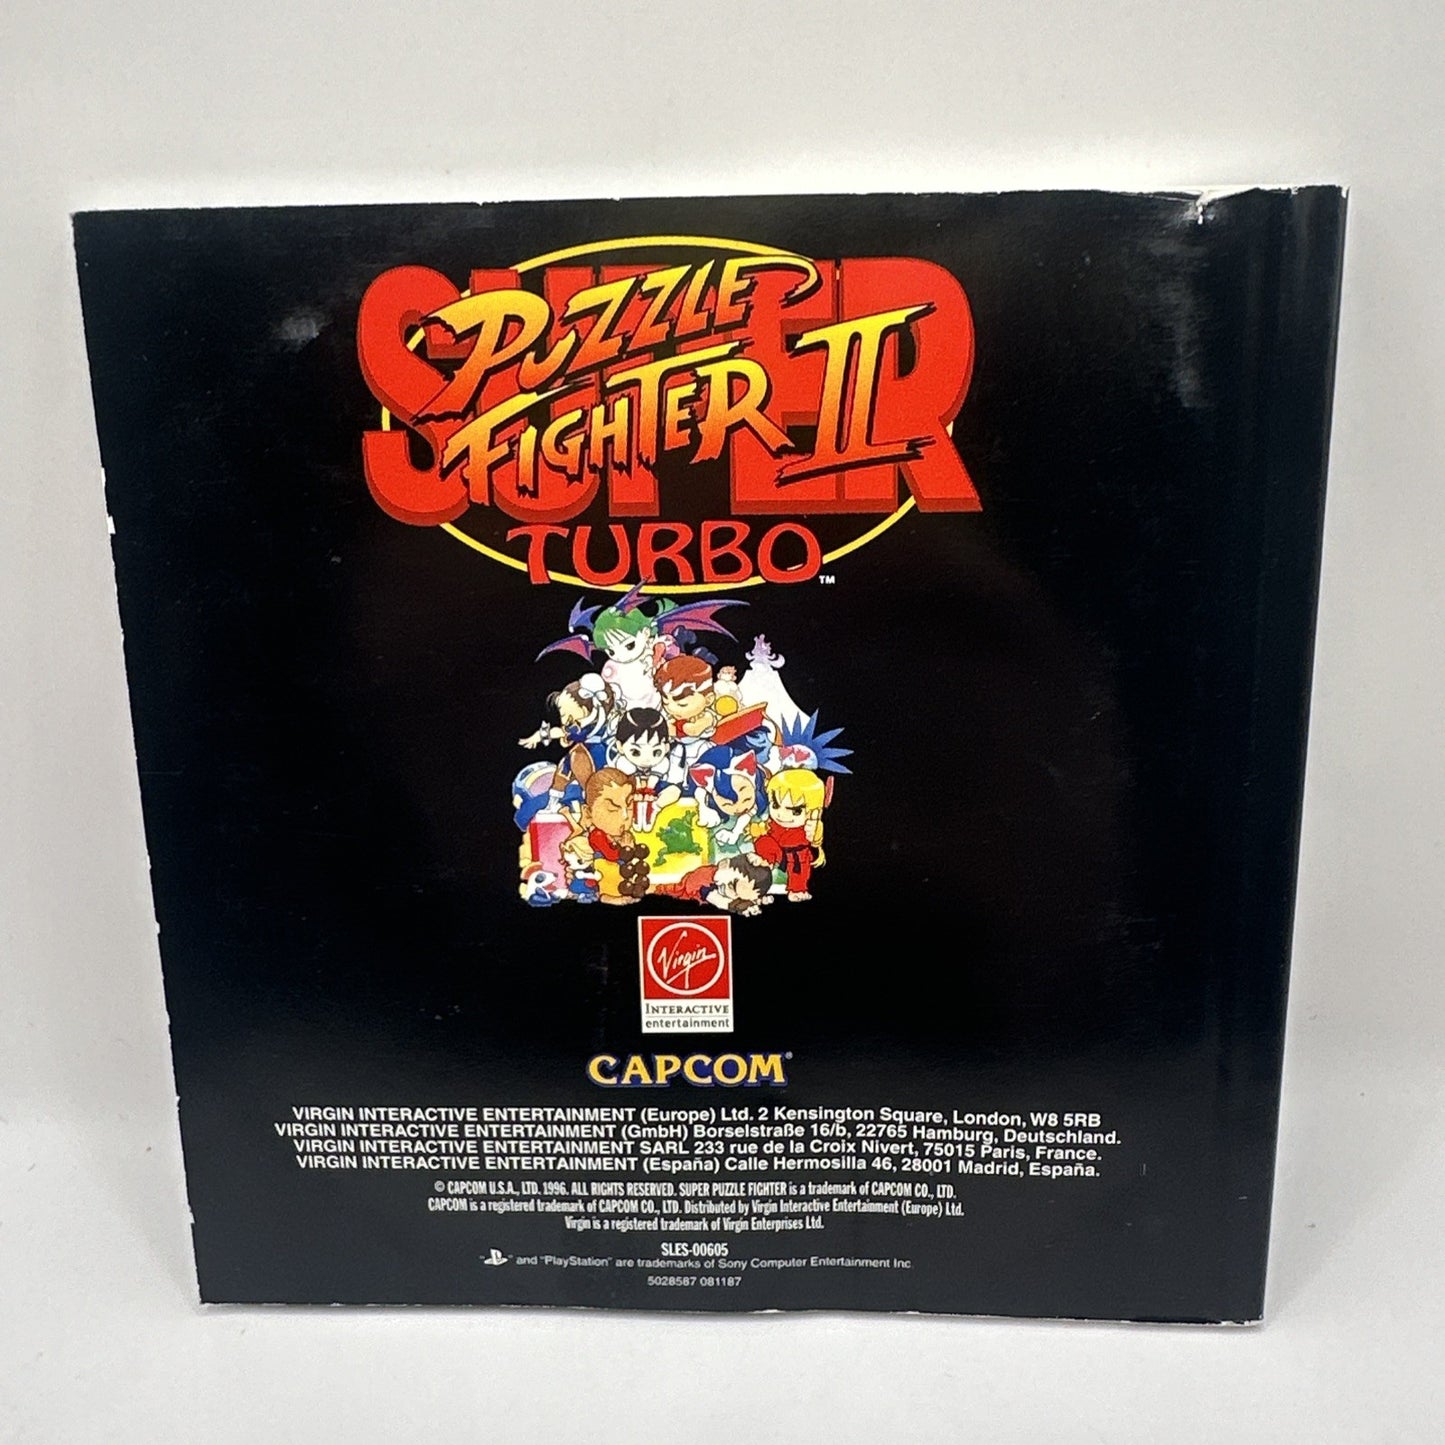 SUPER
PUZZLE
FIGHTER II
TURBO™
Virgin
INTERACTIVE
entertainment
CAPCOM®
VIRGIN INTERACTIVE ENTERTAINMENT (Europe) Ltd. 2 Kensington Square, London, W8 5RB
VIRGIN INTERACTIVE ENTERTAINMENT (GmbH) Borselstraße 16/b, 22765 Hamburg, Deutschland.
VIRGIN INTERACTIVE ENTERTAINMENT SARL 233 rue de la Croix Nivert, 75015 Paris, France.
VIRGIN INTERACTIVE ENTERTAINMENT (España) Calle Hermosilla 46, 28001 Madrid, España.
© CAPCOM U.S.A., LTD. 1996. ALL RIGHTS RESERVED. SUPER PUZZLE FIGHTER is a trademark of CAPCOM CO., LTD.
CAPCOM is a registered trademark of CAPCOM CO., LTD. Distributed by Virgin Interactive Entertainment (Europe) Ltd.
Virgin is a registered trademark of Virgin Enterprises Ltd.
SLES-00605
" " and "PlayStation" are trademarks of Sony Computer Entertainment Inc.
5028587 081187